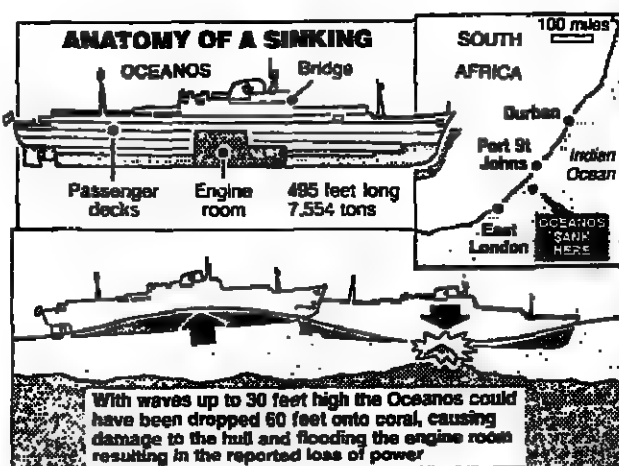 ANATOMY OF A SINKING
OCEANOS
Bridge
Passenger
decks
Engine
room
495 feet long
7,554 tons
100 miles
SOUTH
AFRICA
Durban
Port St
Johns
Indian
Ocean
East
London
OCEANOS
SANK
HERE
With waves up to 30 feet high the Oceanos could
have been dropped 60 feet onto coral, causing
damage to the hull and flooding the engine room
resulting in the reported loss of power